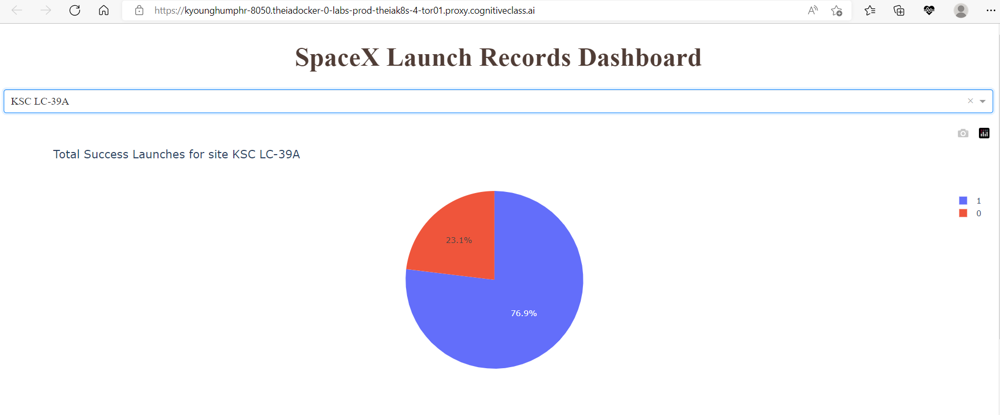 https://kyounghumphr-8050.theiadocker-0-labs-prod-theiak8s-4-tor01.proxy.cognitiveclass.ai
SpaceX Launch Records Dashboard
KSC LC-39A
Total Success Launches for site KSC LC-39A
1
0
23.1%
76.9%